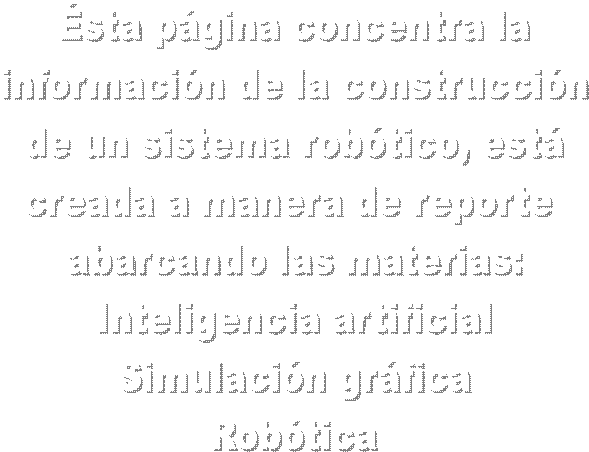 Ésta página concentra la
información de la construcción
de un sistema robótico, está
creada a manera de reporte
abarcando las materias:
Inteligencia artificial
Simulación gráfica
Robótica